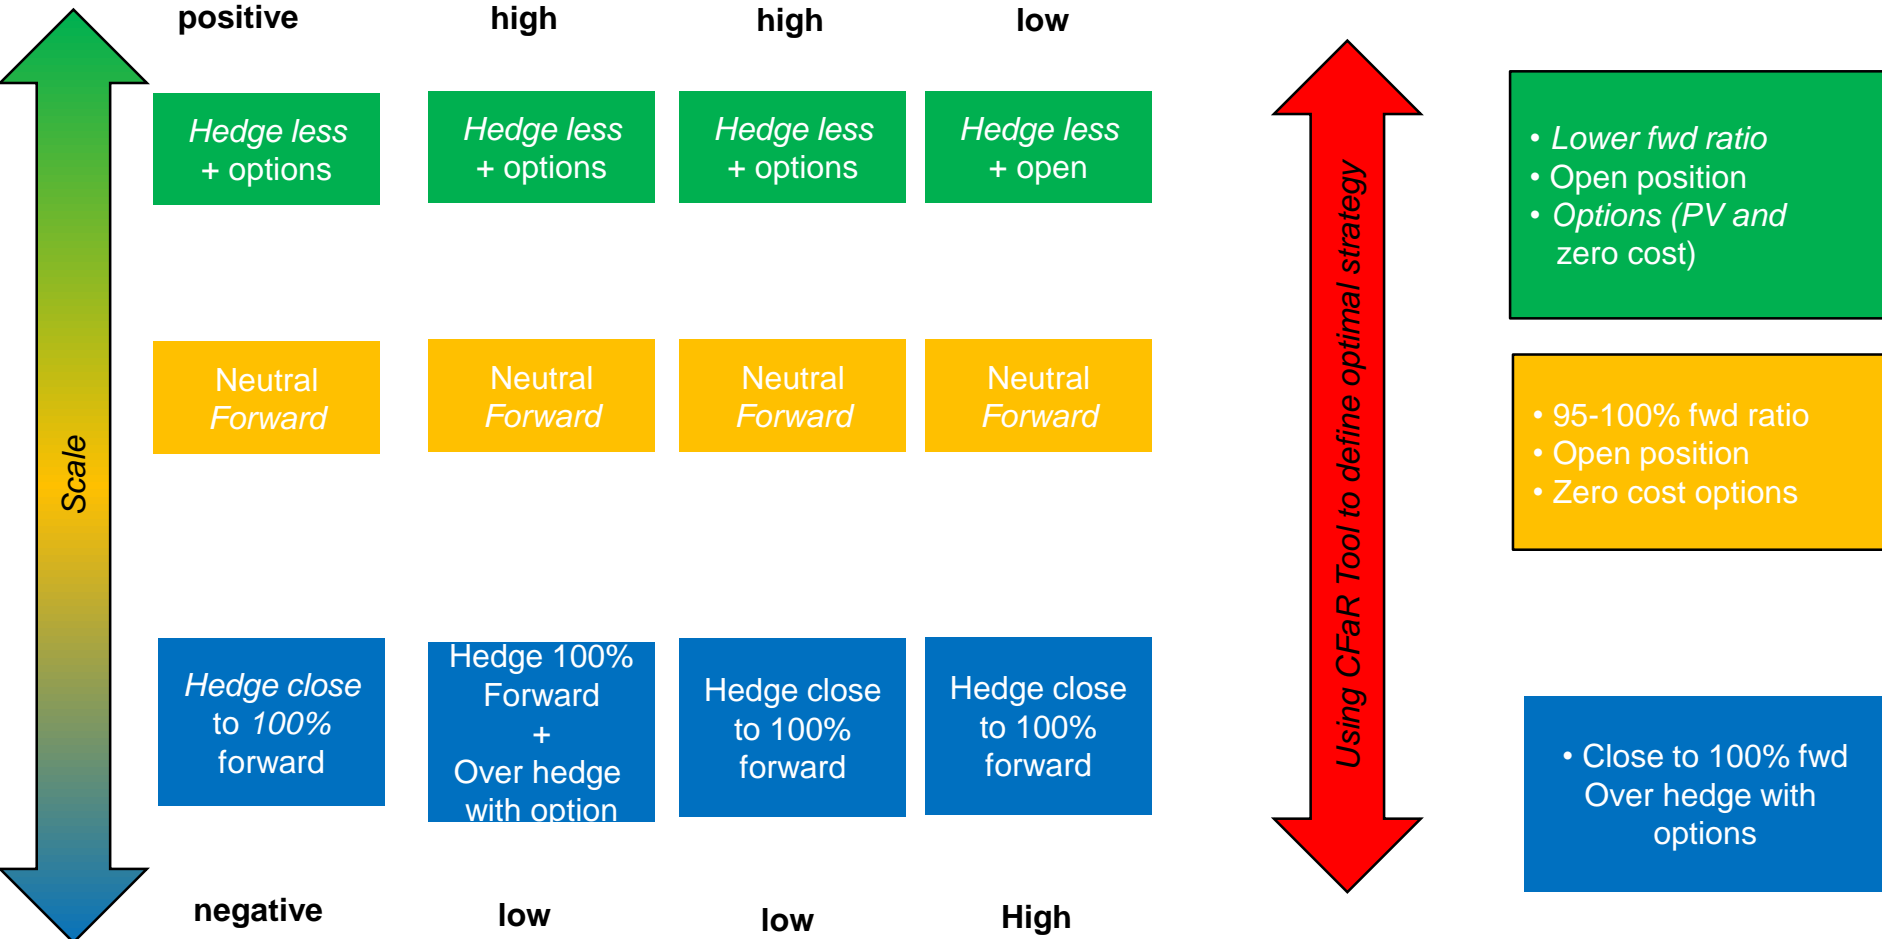 positive
high
high
low
Hedge less
+ options
Hedge less
+ options
Hedge less
+ options
Hedge less
+ open
Neutral
Forward
Neutral
Forward
Neutral
Forward
Neutral
Forward
Scale
Hedge close
to 100%
forward
Hedge 100%
Forward
+
Over hedge
with option
Hedge close
to 100%
forward
Hedge close
to 100%
forward
negative
low
low
High
Using CFaR Tool to define optimal strategy
• Lower fwd ratio
• Open position
• Options (PV and
zero cost)
• 95-100% fwd ratio
• Open position
• Zero cost options
• Close to 100% fwd
Over hedge with
options